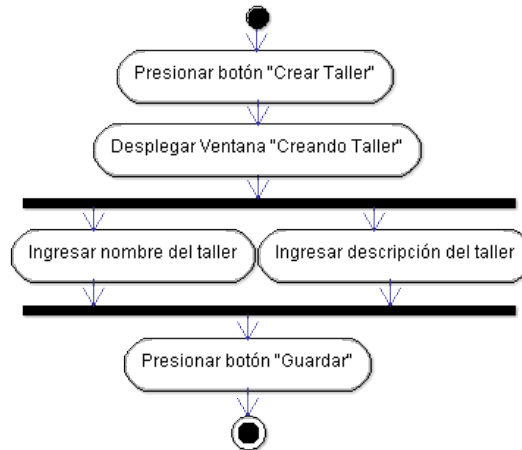 Presionar botón "Crear Taller"
Desplegar Ventana "Creando Taller"
Ingresar nombre del taller
Ingresar descripción del taller
Presionar botón "Guardar"